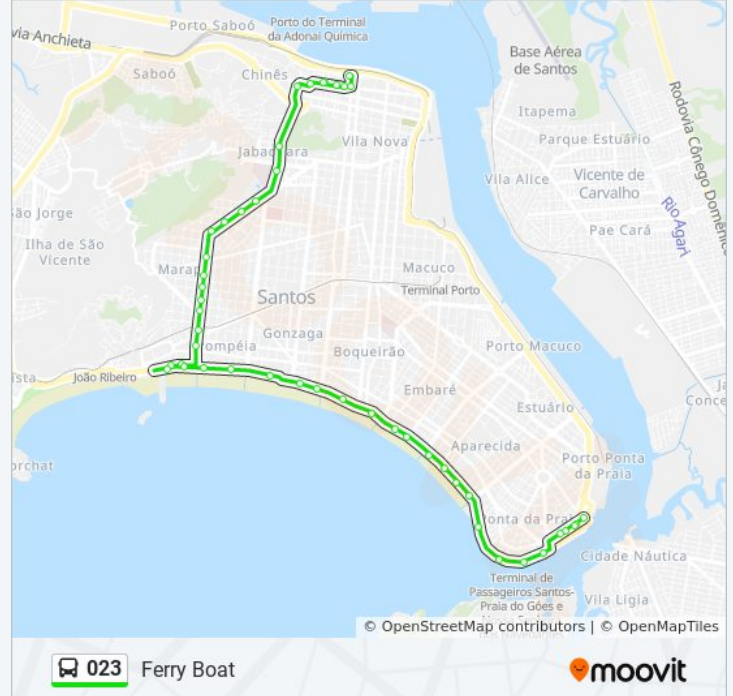 Porto Saboó
Porto do Terminal
da Adonai Química
via Anchieta
Saboó
Chinês
Base Aérea
de Santos
Itapema
Vila Nova
Parque Estuário
Jabaquara
Vila Alice
Vicente de
Carvalho
Rodovia Cônego Domênico
Rio Agari
São Jorge
Pae Cará
Ilha de São
Vicente
Marap
Macuco
Terminal Porto
Santos
Gonzaga
Pompéia
Boqueirão
Porto Macuco
João Ribeiro
Embaré
Estuário
Ja
Conce
Aparecida
orchat
Porto Ponta
da Praia
Ponta da Praia
Cidade Náutica
Terminal de
Passageiros Santos-
Praia do Góes e
Vila Ligia
© OpenStreetMap contributors | © OpenMapTiles
023 Ferry Boat
moovit